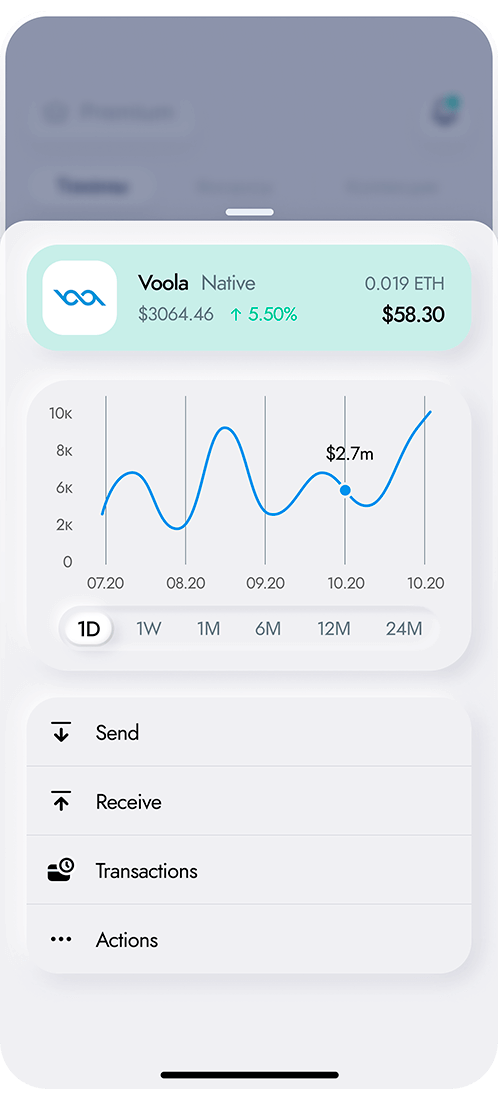 Premium
Voola Native 0.019 ETH
$3064.46 ↑ 5.50% $58.30
10K
8K
$2.7m
6K
2K
0
07.20 08.20 09.20 10.20 10.20
1D 1W 1M 6M 12M 24M
Send
Receive
Transactions
Actions